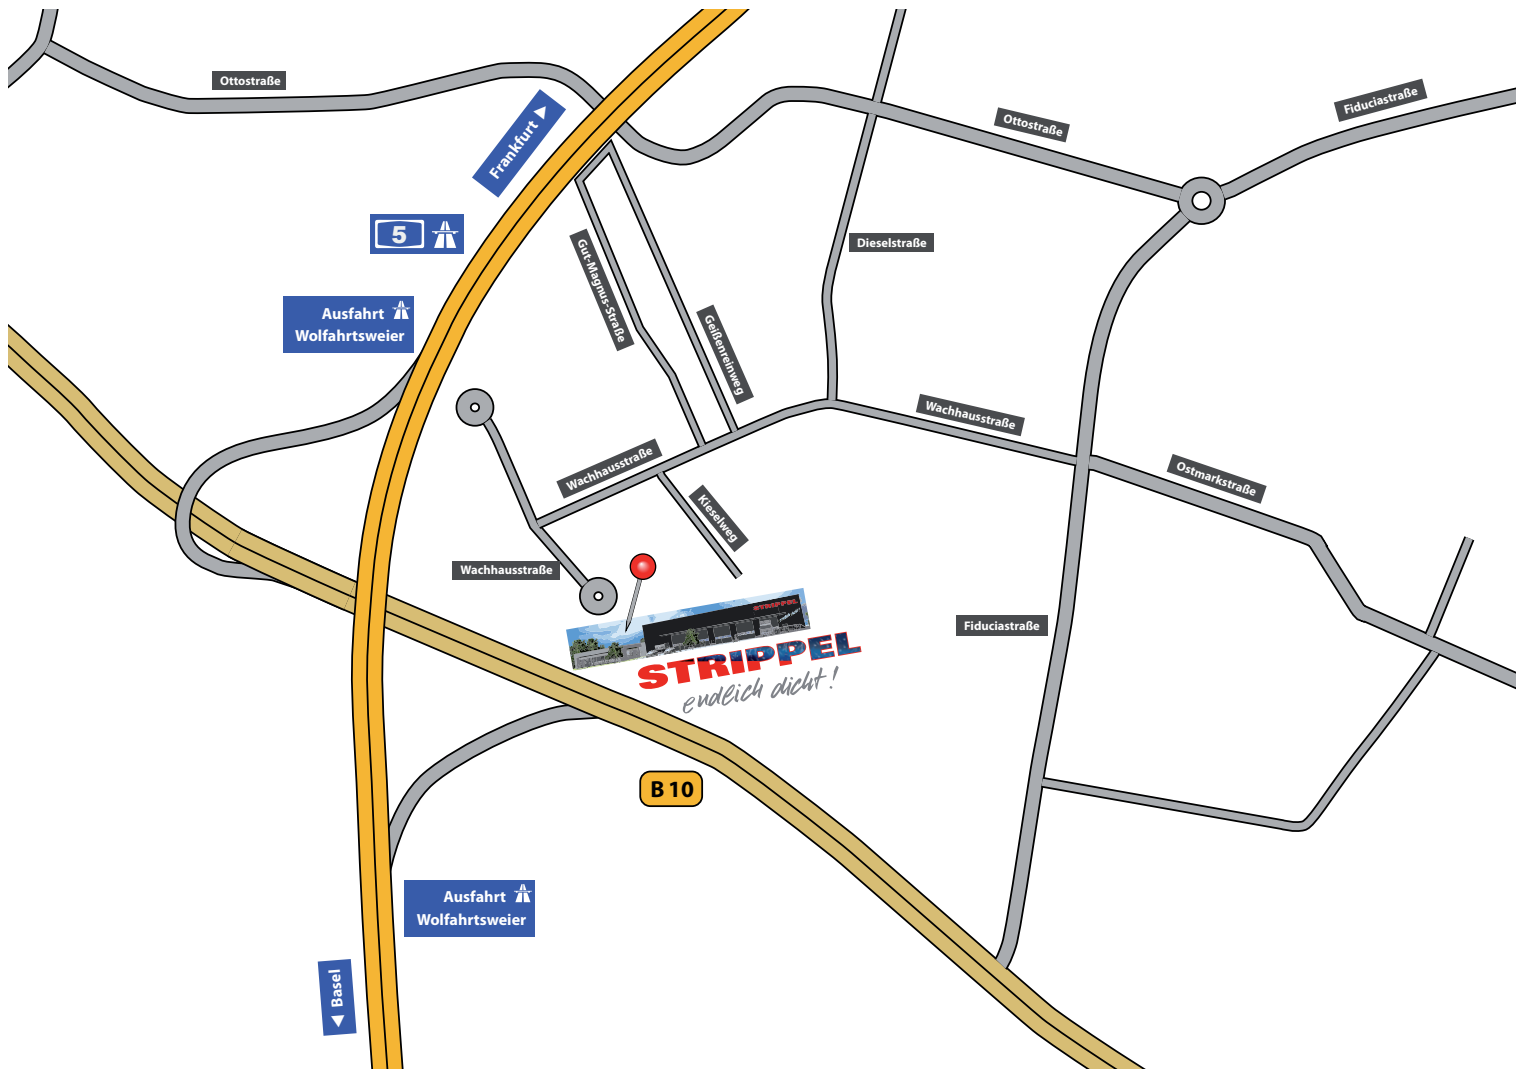 Ottostraße
Frankfurt
Ottostraße
Fiduciastraße
5
Dieselstraße
Gut-Magnus-Straße
Ausfahrt
Wolfahrtsweier
Geißenreinweg
Wachhausstraße
Wachhausstraße
Ostmarkstraße
Kieselweg
Wachhausstraße
STRIPPEL
STRIPPEL
endlich dicht!
Fiduciastraße
B 10
Ausfahrt
Wolfahrtsweier
Basel